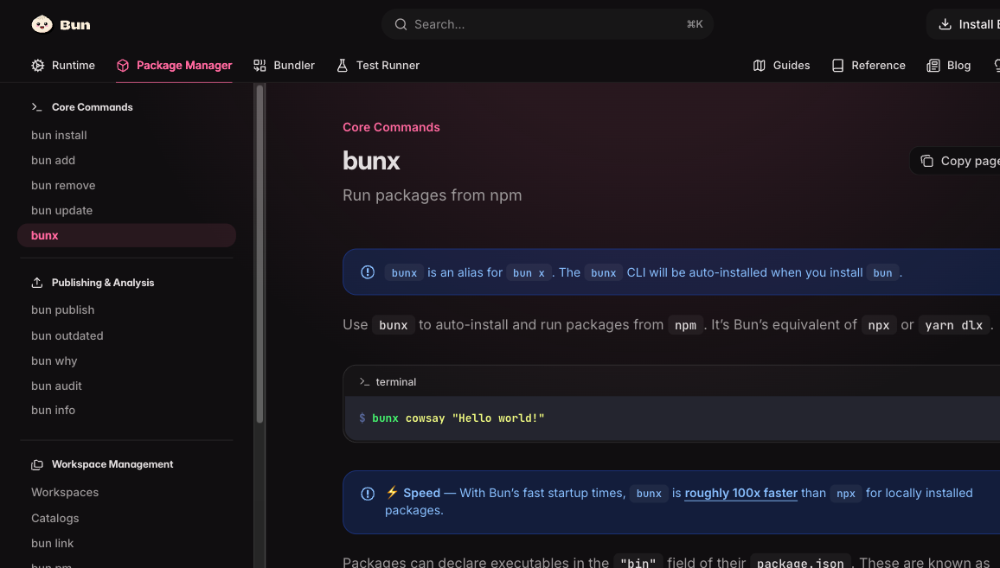 Bun
Search...
⌘K
Install
Runtime
Package Manager
Bundler
Test Runner
Guides
Reference
Blog
Core Commands
bun install
bun add
bun remove
bun update
bunx
Publishing & Analysis
bun publish
bun outdated
bun why
bun audit
bun info
Workspace Management
Workspaces
Catalogs
bun link
bun pm
Core Commands
bunx
Copy page
Run packages from npm
bunx is an alias for bun x. The bunx CLI will be auto-installed when you install bun.
Use bunx to auto-install and run packages from npm. It’s Bun’s equivalent of npx or yarn dlx.
>_ terminal
$ bunx cowsay "Hello world!"
⚡ Speed — With Bun’s fast startup times, bunx is roughly 100x faster than npx for locally installed
packages.
Packages can declare executables in the "bin" field of their package.json. These are known as